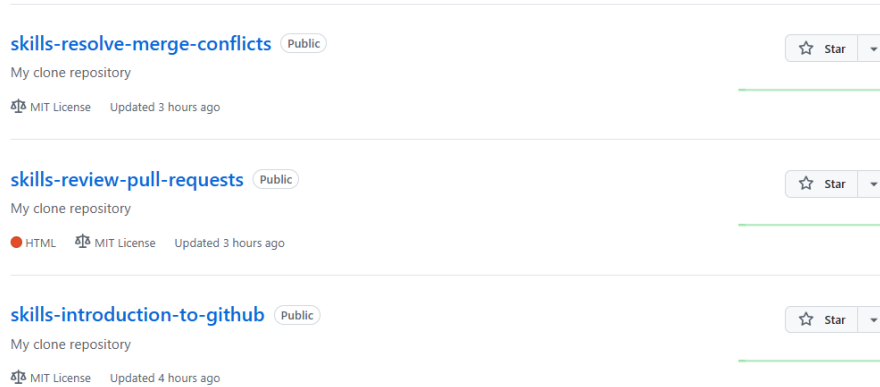 skills-resolve-merge-conflicts Public Star
My clone repository
MIT License Updated 3 hours ago
skills-review-pull-requests Public Star
My clone repository
HTML MIT License Updated 3 hours ago
skills-introduction-to-github Public Star
My clone repository
MIT License Updated 4 hours ago